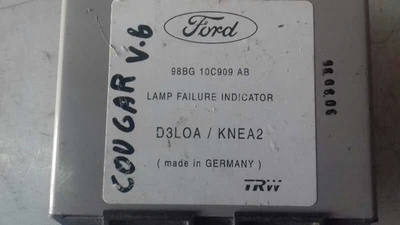 Ford
98BG 10C909 AB
LAMP FAILURE INDICATOR
D3LOA / KNEA2
( made in GERMANY )
TRW
COUGAR V.6
98.08.06